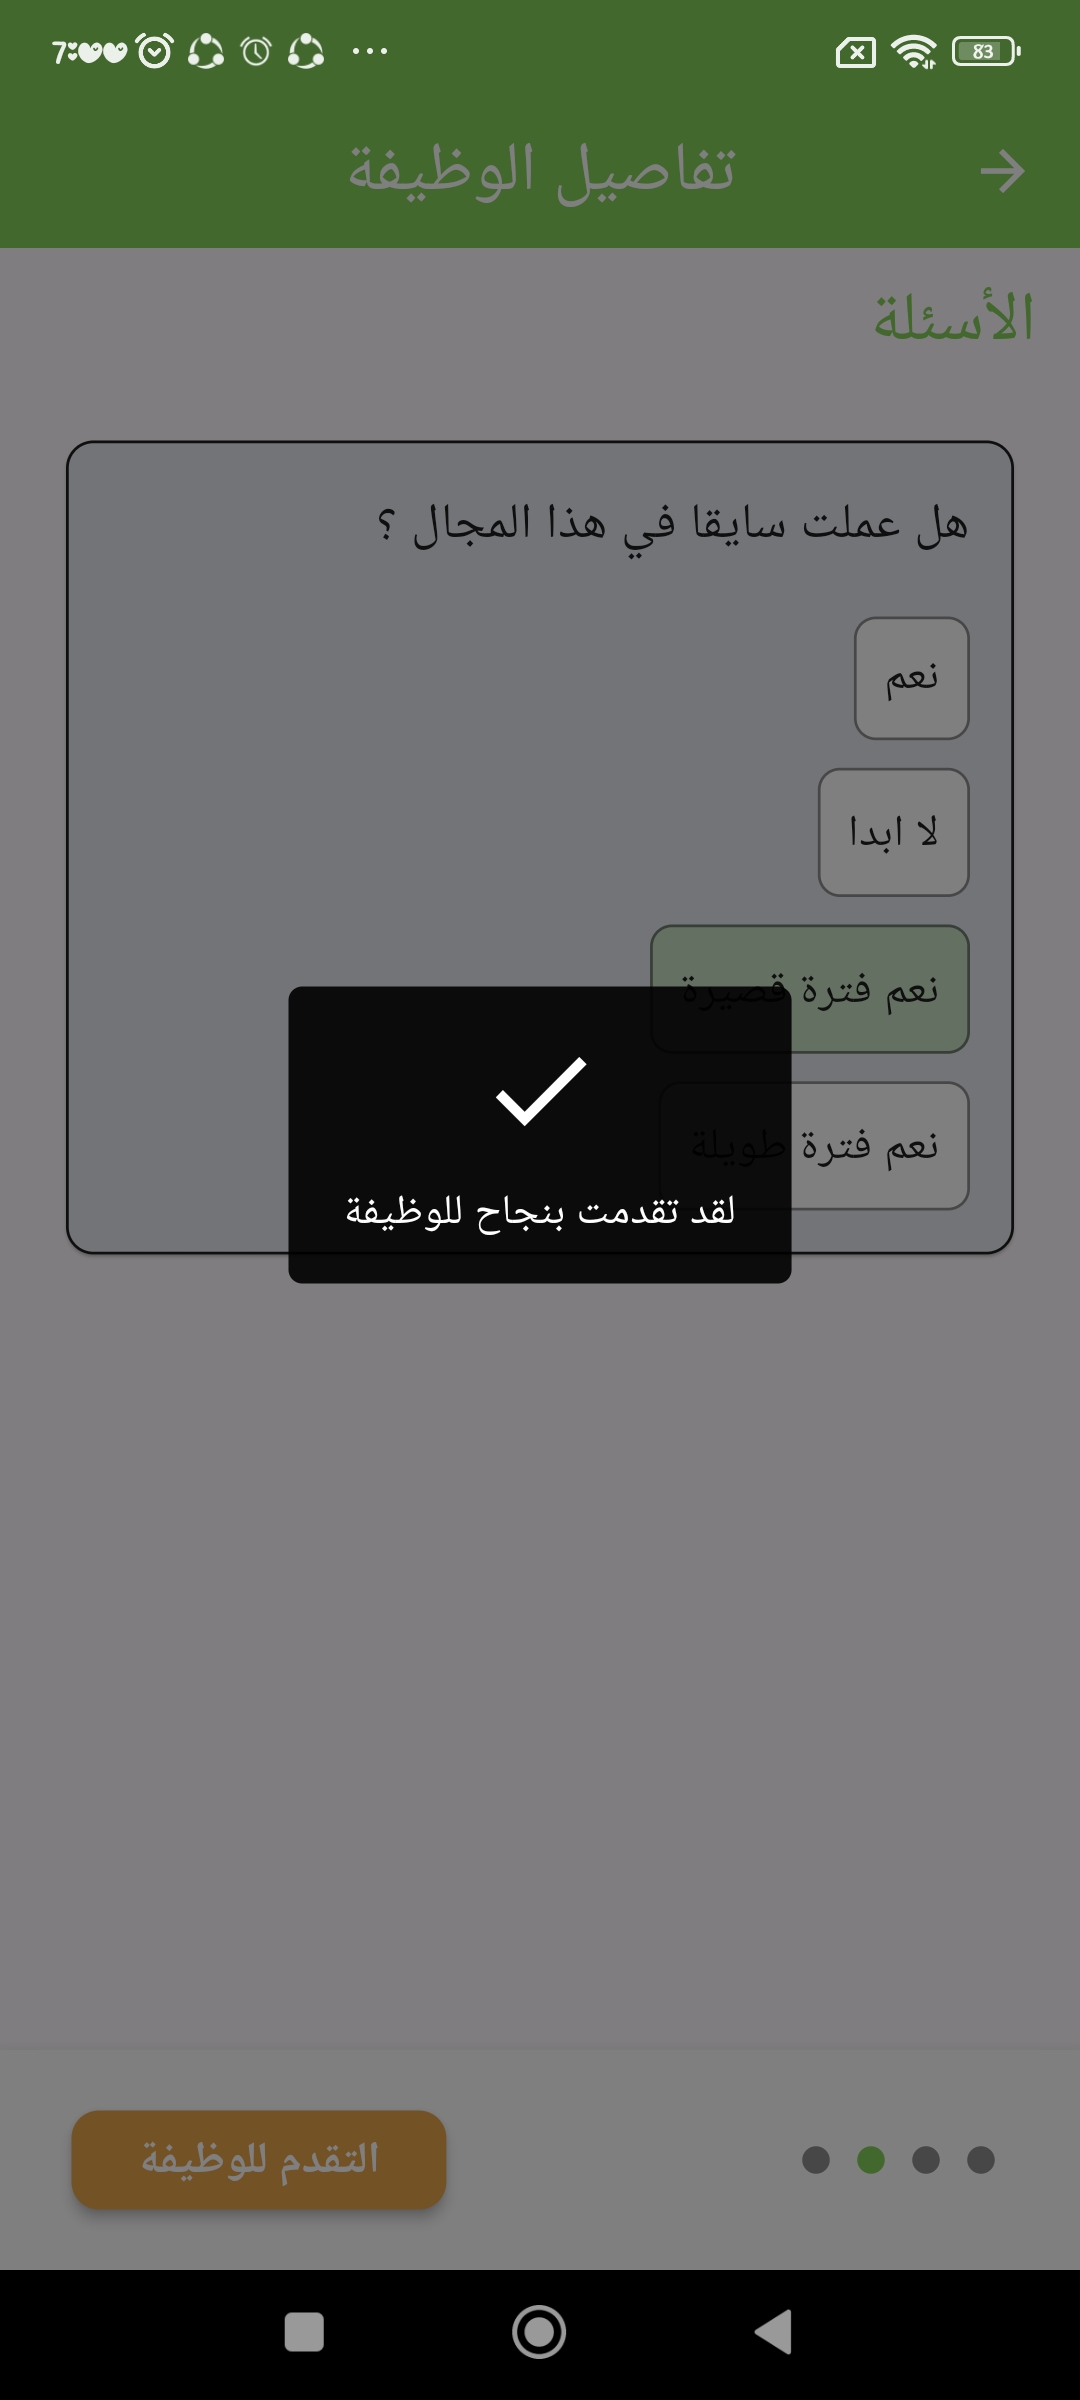 83
تفاصيل الوظيفة
الأسئلة
هل عملت سايقا في هذا المجال ؟
نعم
لا ابدا
نعم فترة قصيرة
نعم فترة طويلة
لقد تقدمت بنجاح للوظيفة
التقدم للوظيفة